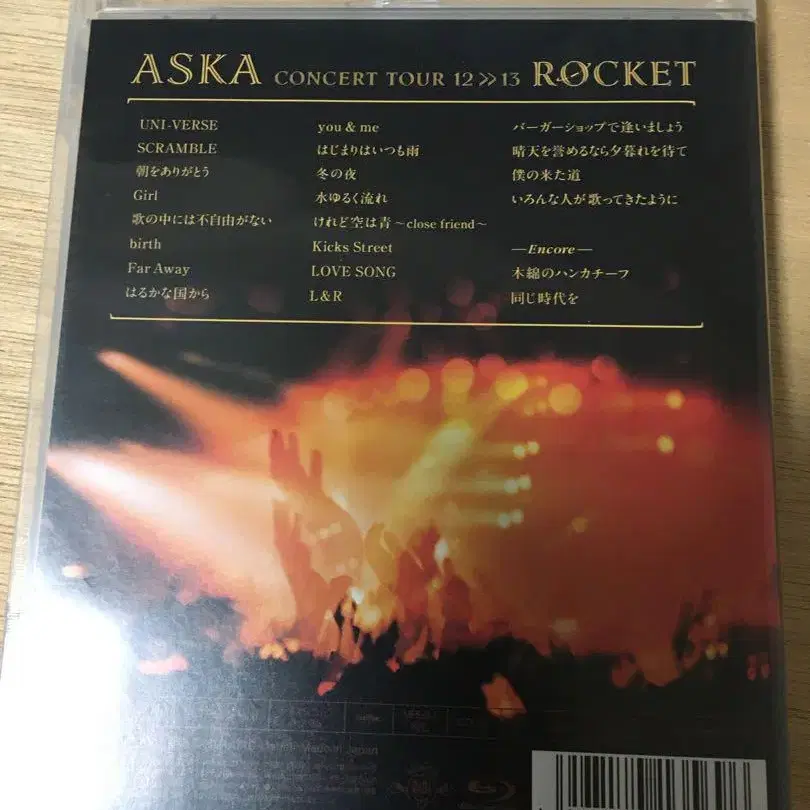 ASKA CONCERT TOUR 12≫13 ROCKET
UNI-VERSE
SCRAMBLE
朝をありがとう
Girl
歌の中には不自由がない
birth
Far Away
はるかな国から
you & me
はじまりはいつも雨
冬の夜
水ゆるく流れ
けれど空は青 ～close friend～
Kicks Street
LOVE SONG
L&R
バーガーショップで逢いましょう
晴天を誉めるなら夕暮れを待て
僕の来た道
いろんな人が歌ってきたように
—Encore—
木綿のハンカチーフ
同じ時代を
Made in Japan